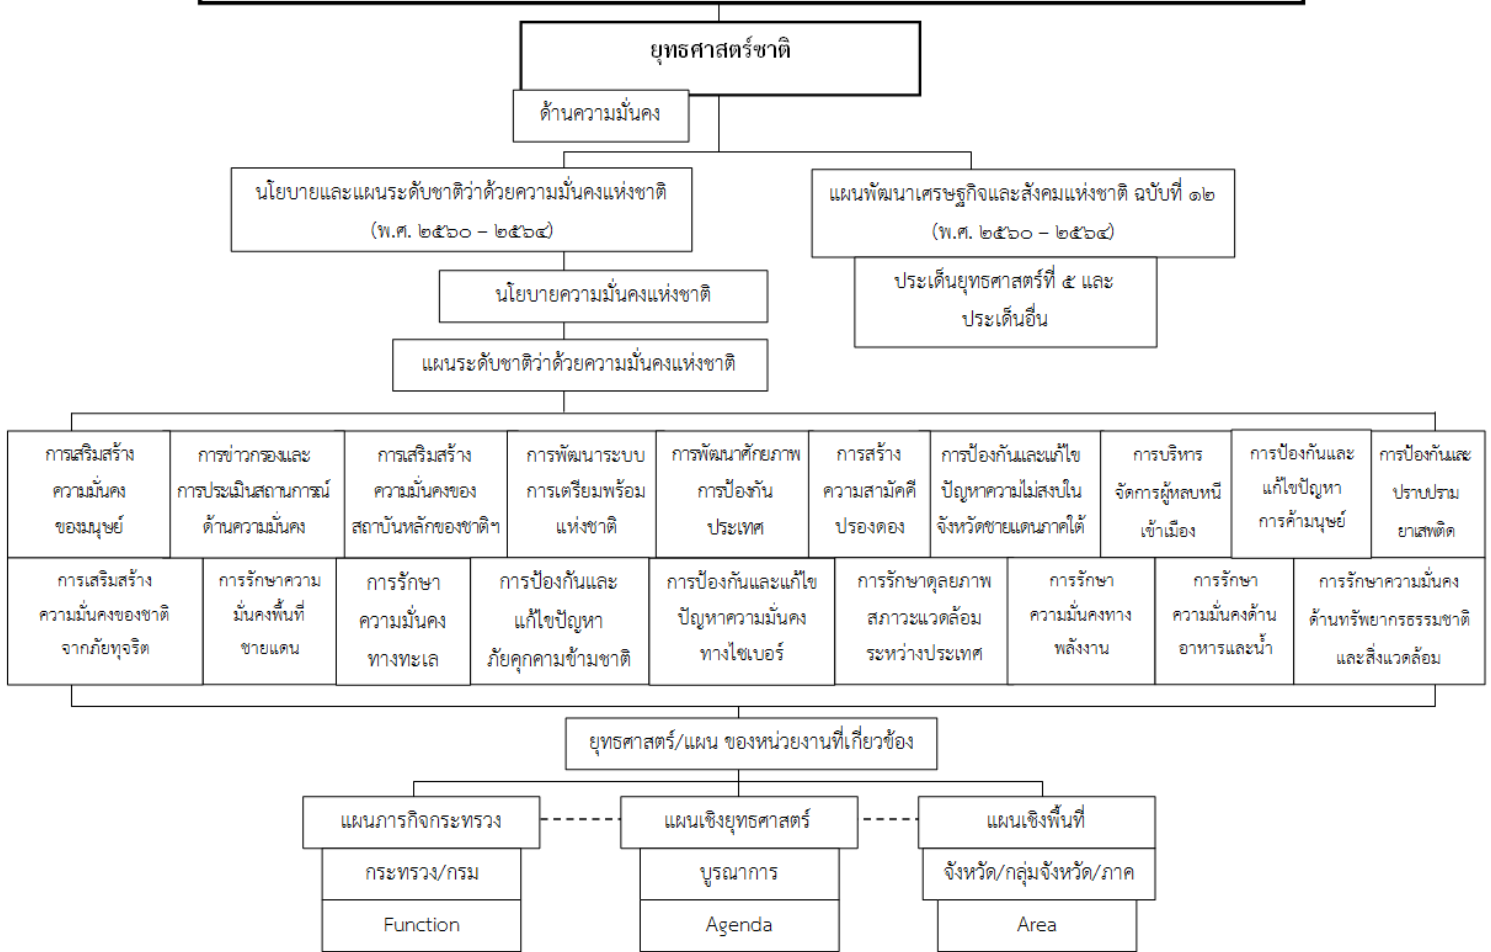 ยุทธศาสตร์ชาติ
ด้านความมั่นคง
นโยบายและแผนระดับชาติว่าด้วยความมั่นคงแห่งชาติ
(พ.ศ. ๒๕๖๐ – ๒๕๖๔)
แผนพัฒนาเศรษฐกิจและสังคมแห่งชาติ ฉบับที่ ๑๒
(พ.ศ. ๒๕๖๐ – ๒๕๖๔)
นโยบายความมั่นคงแห่งชาติ
ประเด็นยุทธศาสตร์ที่ ๕ และ
ประเด็นอื่น
แผนระดับชาติว่าด้วยความมั่นคงแห่งชาติ
การเสริมสร้าง
ความมั่นคง
ของมนุษย์
การข่าวกรองและ
การประเมินสถานการณ์
ด้านความมั่นคง
การเสริมสร้าง
ความมั่นคงของ
สถาบันหลักของชาติฯ
การพัฒนาระบบ
การเตรียมพร้อม
แห่งชาติ
การพัฒนาศักยภาพ
การป้องกัน
ประเทศ
การสร้าง
ความสามัคคี
ปรองดอง
การป้องกันและแก้ไข
ปัญหาความไม่สงบใน
จังหวัดชายแดนภาคใต้
การบริหาร
จัดการผู้หลบหนี
เข้าเมือง
การป้องกันและ
แก้ไขปัญหา
การค้ามนุษย์
การป้องกันและ
ปราบปราม
ยาเสพติด
การเสริมสร้าง
ความมั่นคงของชาติ
จากภัยทุจริต
การรักษาความ
มั่นคงพื้นที่
ชายแดน
การรักษา
ความมั่นคง
ทางทะเล
การป้องกันและ
แก้ไขปัญหา
ภัยคุกคามข้ามชาติ
การป้องกันและแก้ไข
ปัญหาความมั่นคง
ทางไซเบอร์
การรักษาดุลยภาพ
สภาวะแวดล้อม
ระหว่างประเทศ
การรักษา
ความมั่นคงทาง
พลังงาน
การรักษา
ความมั่นคงด้าน
อาหารและน้ำ
การรักษาความมั่นคง
ด้านทรัพยากรธรรมชาติ
และสิ่งแวดล้อม
ยุทธศาสตร์/แผน ของหน่วยงานที่เกี่ยวข้อง
แผนภารกิจกระทรวง
กระทรวง/กรม
Function
แผนเชิงยุทธศาสตร์
บูรณาการ
Agenda
แผนเชิงพื้นที่
จังหวัด/กลุ่มจังหวัด/ภาค
Area